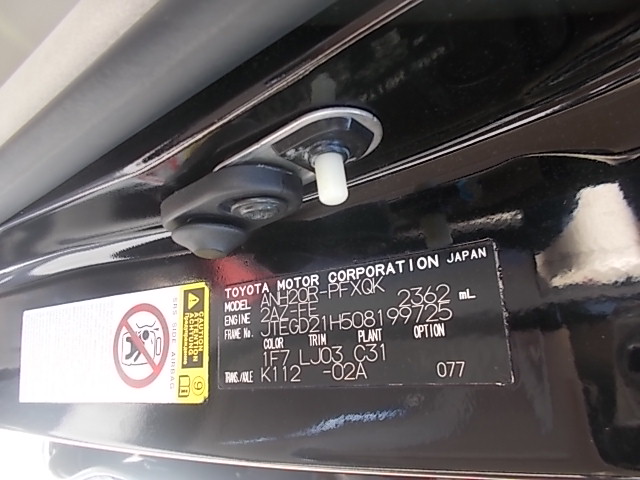 TOYOTA MOTOR CORPORATION JAPAN
MODEL ANH20R-PFXQK
ENGINE 2AZ-FE 2362 mL
FRAME No. JTEGD21H508199725
COLOR TRIM PLANT OPTION
1F7 LJ03 C31
TRANS./AXLE K112 -02A 077
SRS SIDE AIRBAG